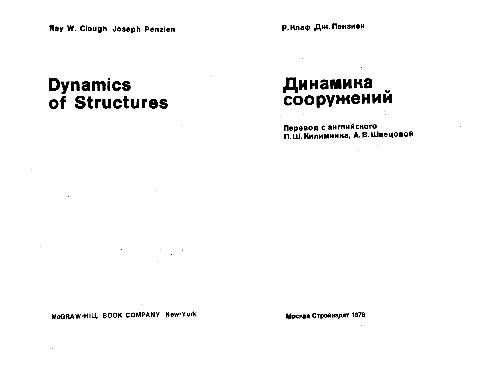 Ray W. Clough Joseph Penzien
Dynamics
of Structures
McGRAW-HILL BOOK COMPANY New-York
Р. Клаф Дж. Пензиен
Динамика
сооружений
Перевод с английского
Л. Ш. Килимника, А. В. Швецовой
Москва Стройиздат 1979